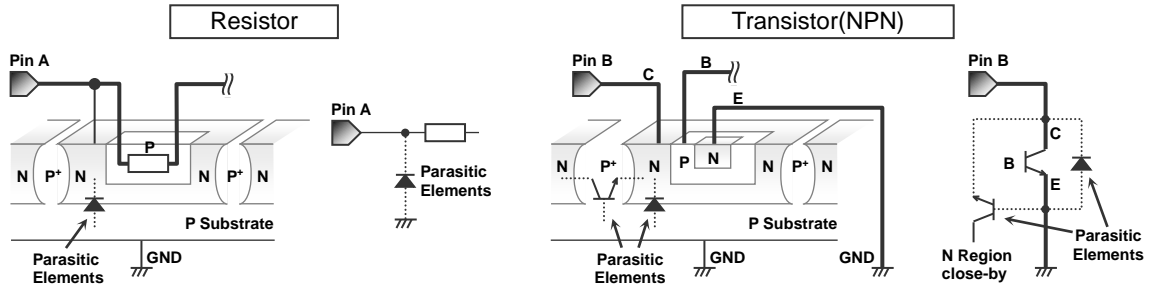 Resistor
Transistor(NPN)
Pin A
Pin A
P
N P+ N N P+ N
Parasitic
Elements
P Substrate
Parasitic
Elements
GND
Pin B
C
B
E
N P+ N P N N P+ N
P Substrate
Parasitic
Elements
GND
GND
Pin B
C
B
E
Parasitic
Elements
N Region
close-by